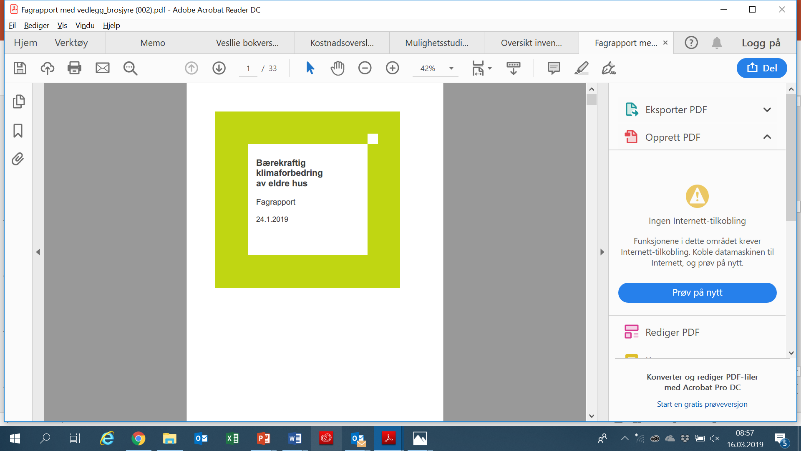 Fagrapport med vedlegg_brosjyre (002).pdf - Adobe Acrobat Reader DC
Fil Rediger Vis Vindu Hjelp
Hjem Verktøy Memo Veslie bokvers... Kostnadsoversl... Mulighetsstudi... Oversikt inven... Fagrapport me... × ? Logg på
1 / 33 42% Del
Eksporter PDF
Opprett PDF
Bærekraftig
klimaforbedring
av eldre hus
Fagrapport
24.1.2019
Ingen Internett-tilkobling
Funksjonene i dette området krever
Internett-tilkobling. Koble datamaskinen til
Internett, og prøv på nytt.
Prøv på nytt
Rediger PDF
Konverter og rediger PDF-filer
med Acrobat Pro DC
Start en gratis prøveversjon
08:57
16.03.2019
5